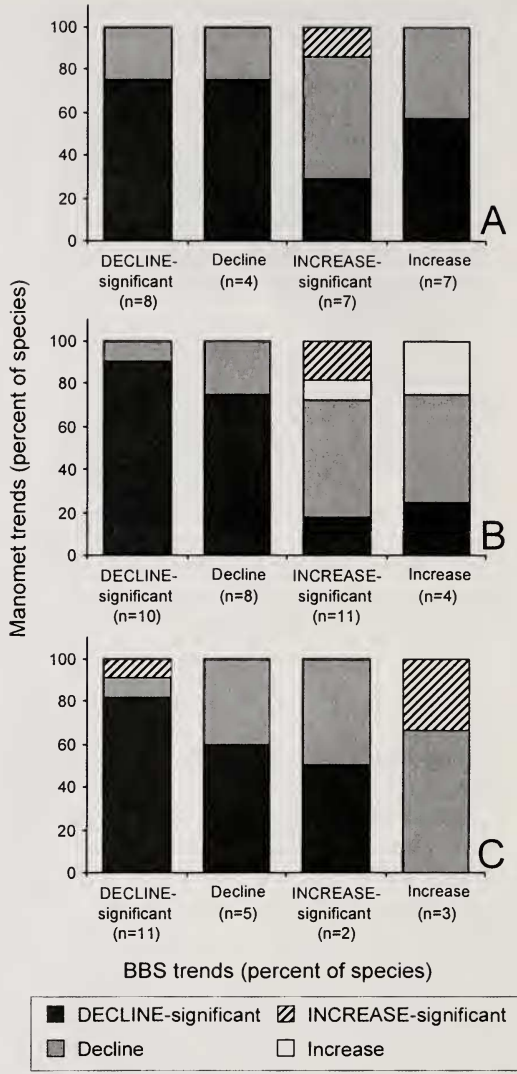 Manomet trends (percent of species)
100
80
60
40
20
0
A
DECLINE- Decline INCREASE- Increase
significant (n=4) significant (n=7)
(n=8) (n=7)
100
80
60
40
20
0
B
DECLINE- Decline INCREASE- Increase
significant (n=8) significant (n=4)
(n=10) (n=11)
100
80
60
40
20
0
C
DECLINE- Decline INCREASE- Increase
significant (n=5) significant (n=3)
(n=11) (n=2)
BBS trends (percent of species)
DECLINE-significant INCREASE-significant
Decline Increase